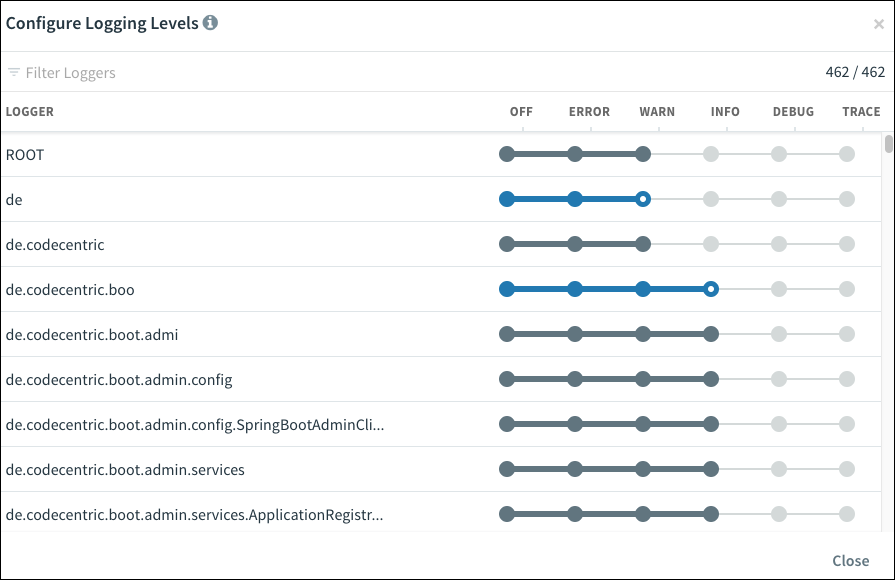 Configure Logging Levels
×
Filter Loggers 462 / 462
LOGGER OFF ERROR WARN INFO DEBUG TRACE
ROOT
de
de.codecentric
de.codecentric.boo
de.codecentric.boot.admi
de.codecentric.boot.admin.config
de.codecentric.boot.admin.config.SpringBootAdminCli...
de.codecentric.boot.admin.services
de.codecentric.boot.admin.services.ApplicationRegistr...
Close